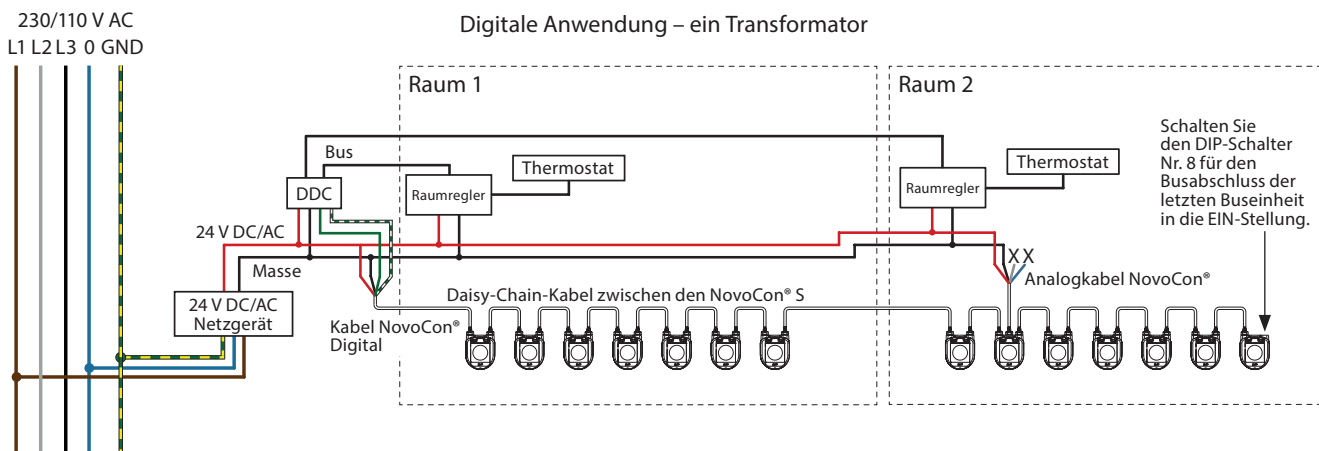 230/110 V AC
Digitale Anwendung – ein Transformator
L1 L2 L3 0 GND
Raum 1
Raum 2
Schalten Sie
den DIP-Schalter
Nr. 8 für den
Busabschluss der
letzten Buseinheit
in die EIN-Stellung.
Bus
Thermostat
Thermostat
DDC
Raumregler
Raumregler
24 V DC/AC
Masse
X X
Analogkabel NovoCon®
24 V DC/AC
Netzgerät
Daisy-Chain-Kabel zwischen den NovoCon® S
Kabel NovoCon®
Digital